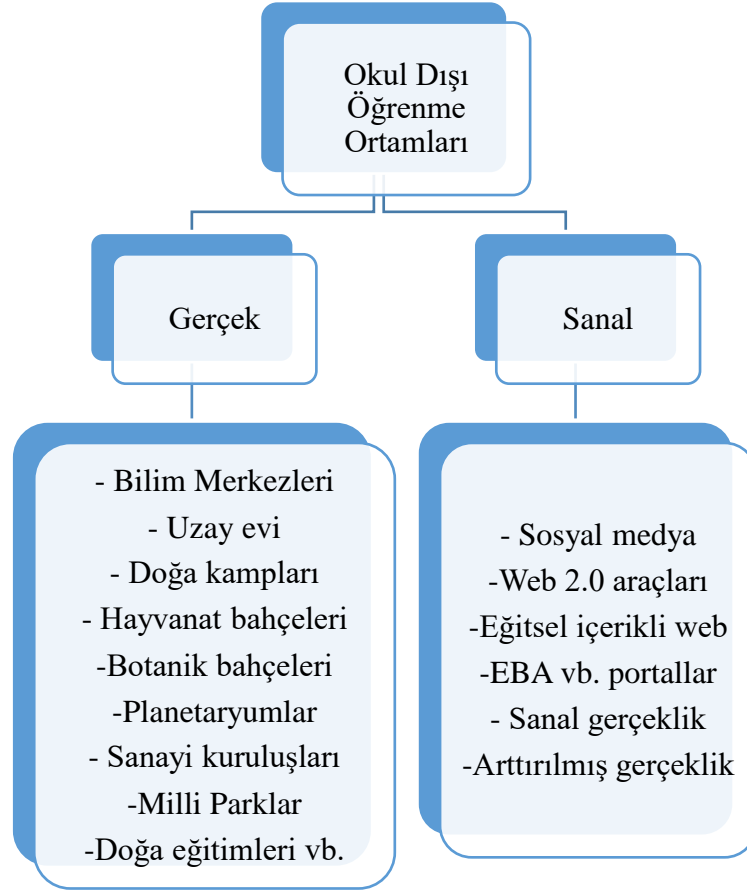 Okul Dışı
Öğrenme
Ortamları
Gerçek
Sanal
- Bilim Merkezleri
- Uzay evi
- Doğa kampları
- Hayvanat bahçeleri
-Botanik bahçeleri
-Planetaryumlar
- Sanayi kuruluşları
-Milli Parklar
-Doğa eğitimleri vb.
- Sosyal medya
-Web 2.0 araçları
-Eğitsel içerikli web
-EBA vb. portallar
- Sanal gerçeklik
-Arttırılmış gerçeklik